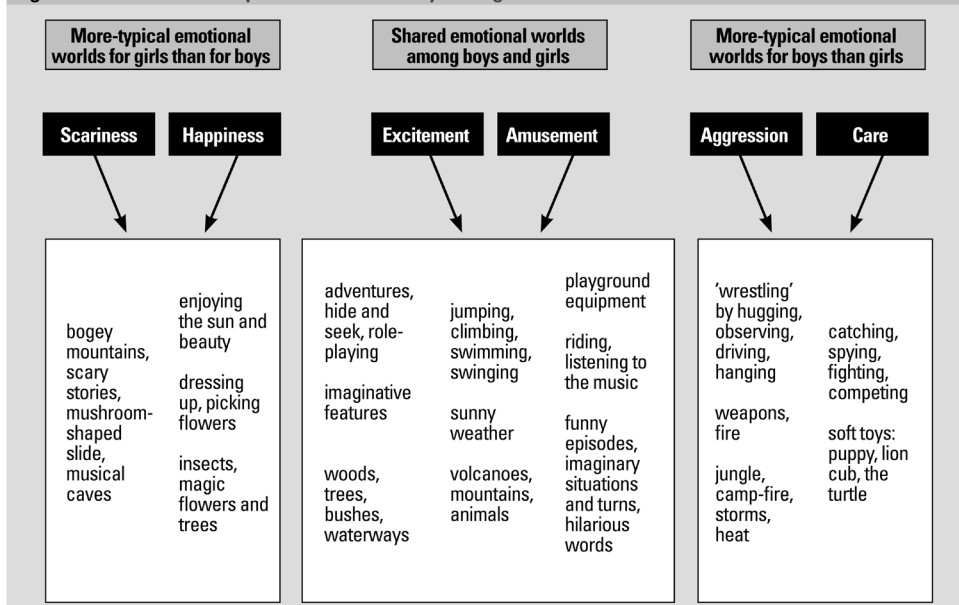 More-typical emotional
worlds for girls than for boys
Shared emotional worlds
among boys and girls
More-typical emotional
worlds for boys than girls
Scariness
Happiness
Excitement
Amusement
Aggression
Care
bogey
mountains,
scary
stories,
mushroom-
shaped
slide,
musical
caves
enjoying
the sun and
beauty
dressing
up, picking
flowers
insects,
magic
flowers and
trees
adventures,
hide and
seek, role-
playing
imaginative
features
woods,
trees,
bushes,
waterways
jumping,
climbing,
swimming,
swinging
sunny
weather
volcanoes,
mountains,
animals
playground
equipment
riding,
listening to
the music
funny
episodes,
imaginary
situations
and turns,
hilarious
words
'wrestling'
by hugging,
observing,
driving,
hanging
weapons,
fire
jungle,
camp-fire,
storms,
heat
catching,
spying,
fighting,
competing
soft toys:
puppy, lion
cub, the
turtle